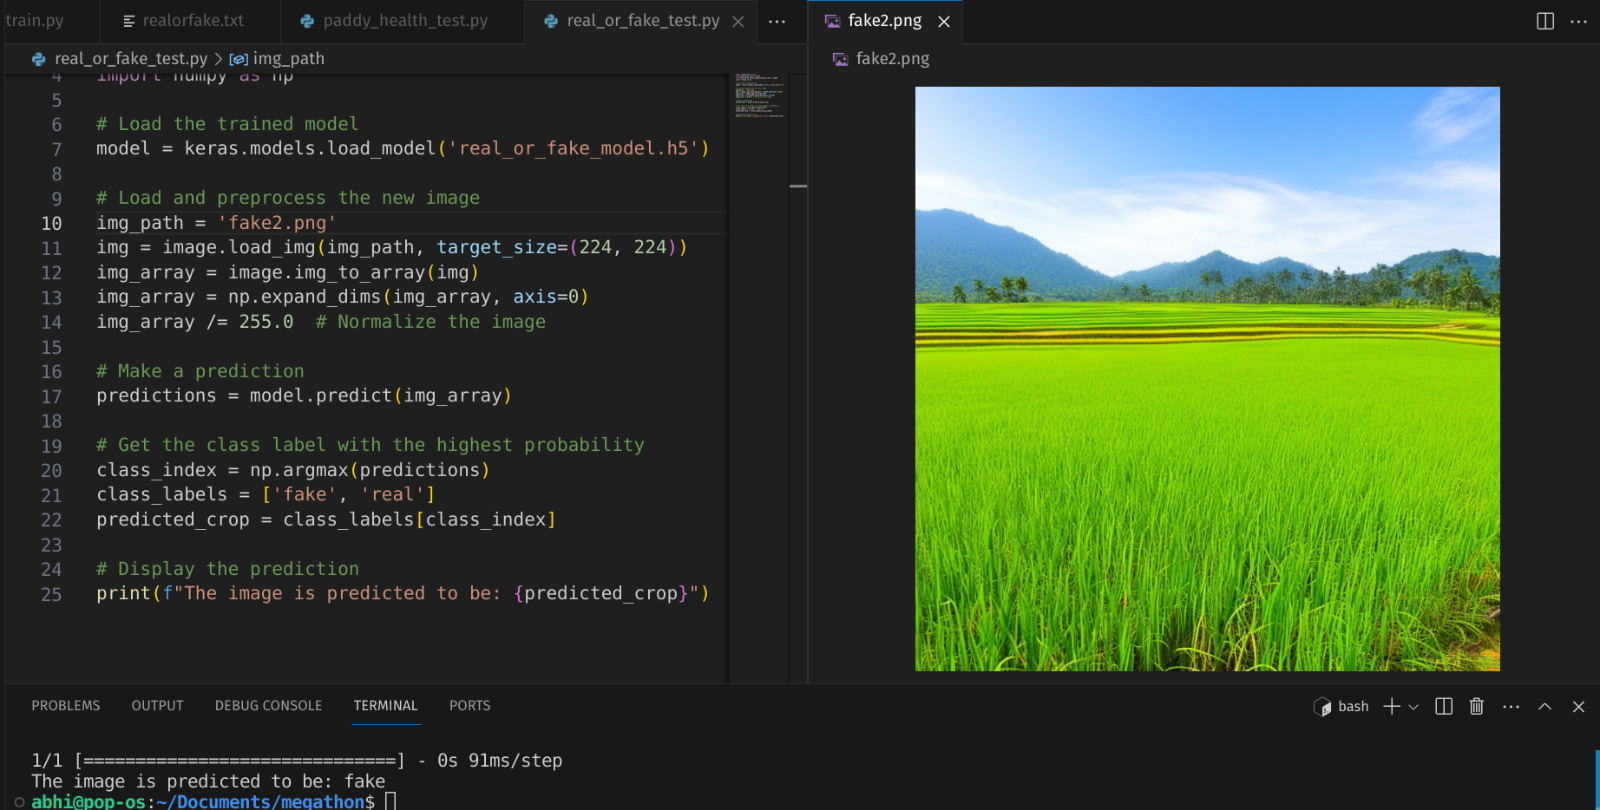 train.py
realorfake.txt
paddy_health_test.py
real_or_fake_test.py
fake2.png
real_or_fake_test.py > img_path
fake2.png
4 import numpy as np
5
6 # Load the trained model
7 model = keras.models.load_model('real_or_fake_model.h5')
8
9 # Load and preprocess the new image
10 img_path = 'fake2.png'
11 img = image.load_img(img_path, target_size=(224, 224))
12 img_array = image.img_to_array(img)
13 img_array = np.expand_dims(img_array, axis=0)
14 img_array /= 255.0  # Normalize the image
15
16 # Make a prediction
17 predictions = model.predict(img_array)
18
19 # Get the class label with the highest probability
20 class_index = np.argmax(predictions)
21 class_labels = ['fake', 'real']
22 predicted_crop = class_labels[class_index]
23
24 # Display the prediction
25 print(f"The image is predicted to be: {predicted_crop}")
PROBLEMS OUTPUT DEBUG CONSOLE TERMINAL PORTS
bash
1/1 [==============================] - 0s 91ms/step
The image is predicted to be: fake
abhi@pop-os:~/Documents/megathon$